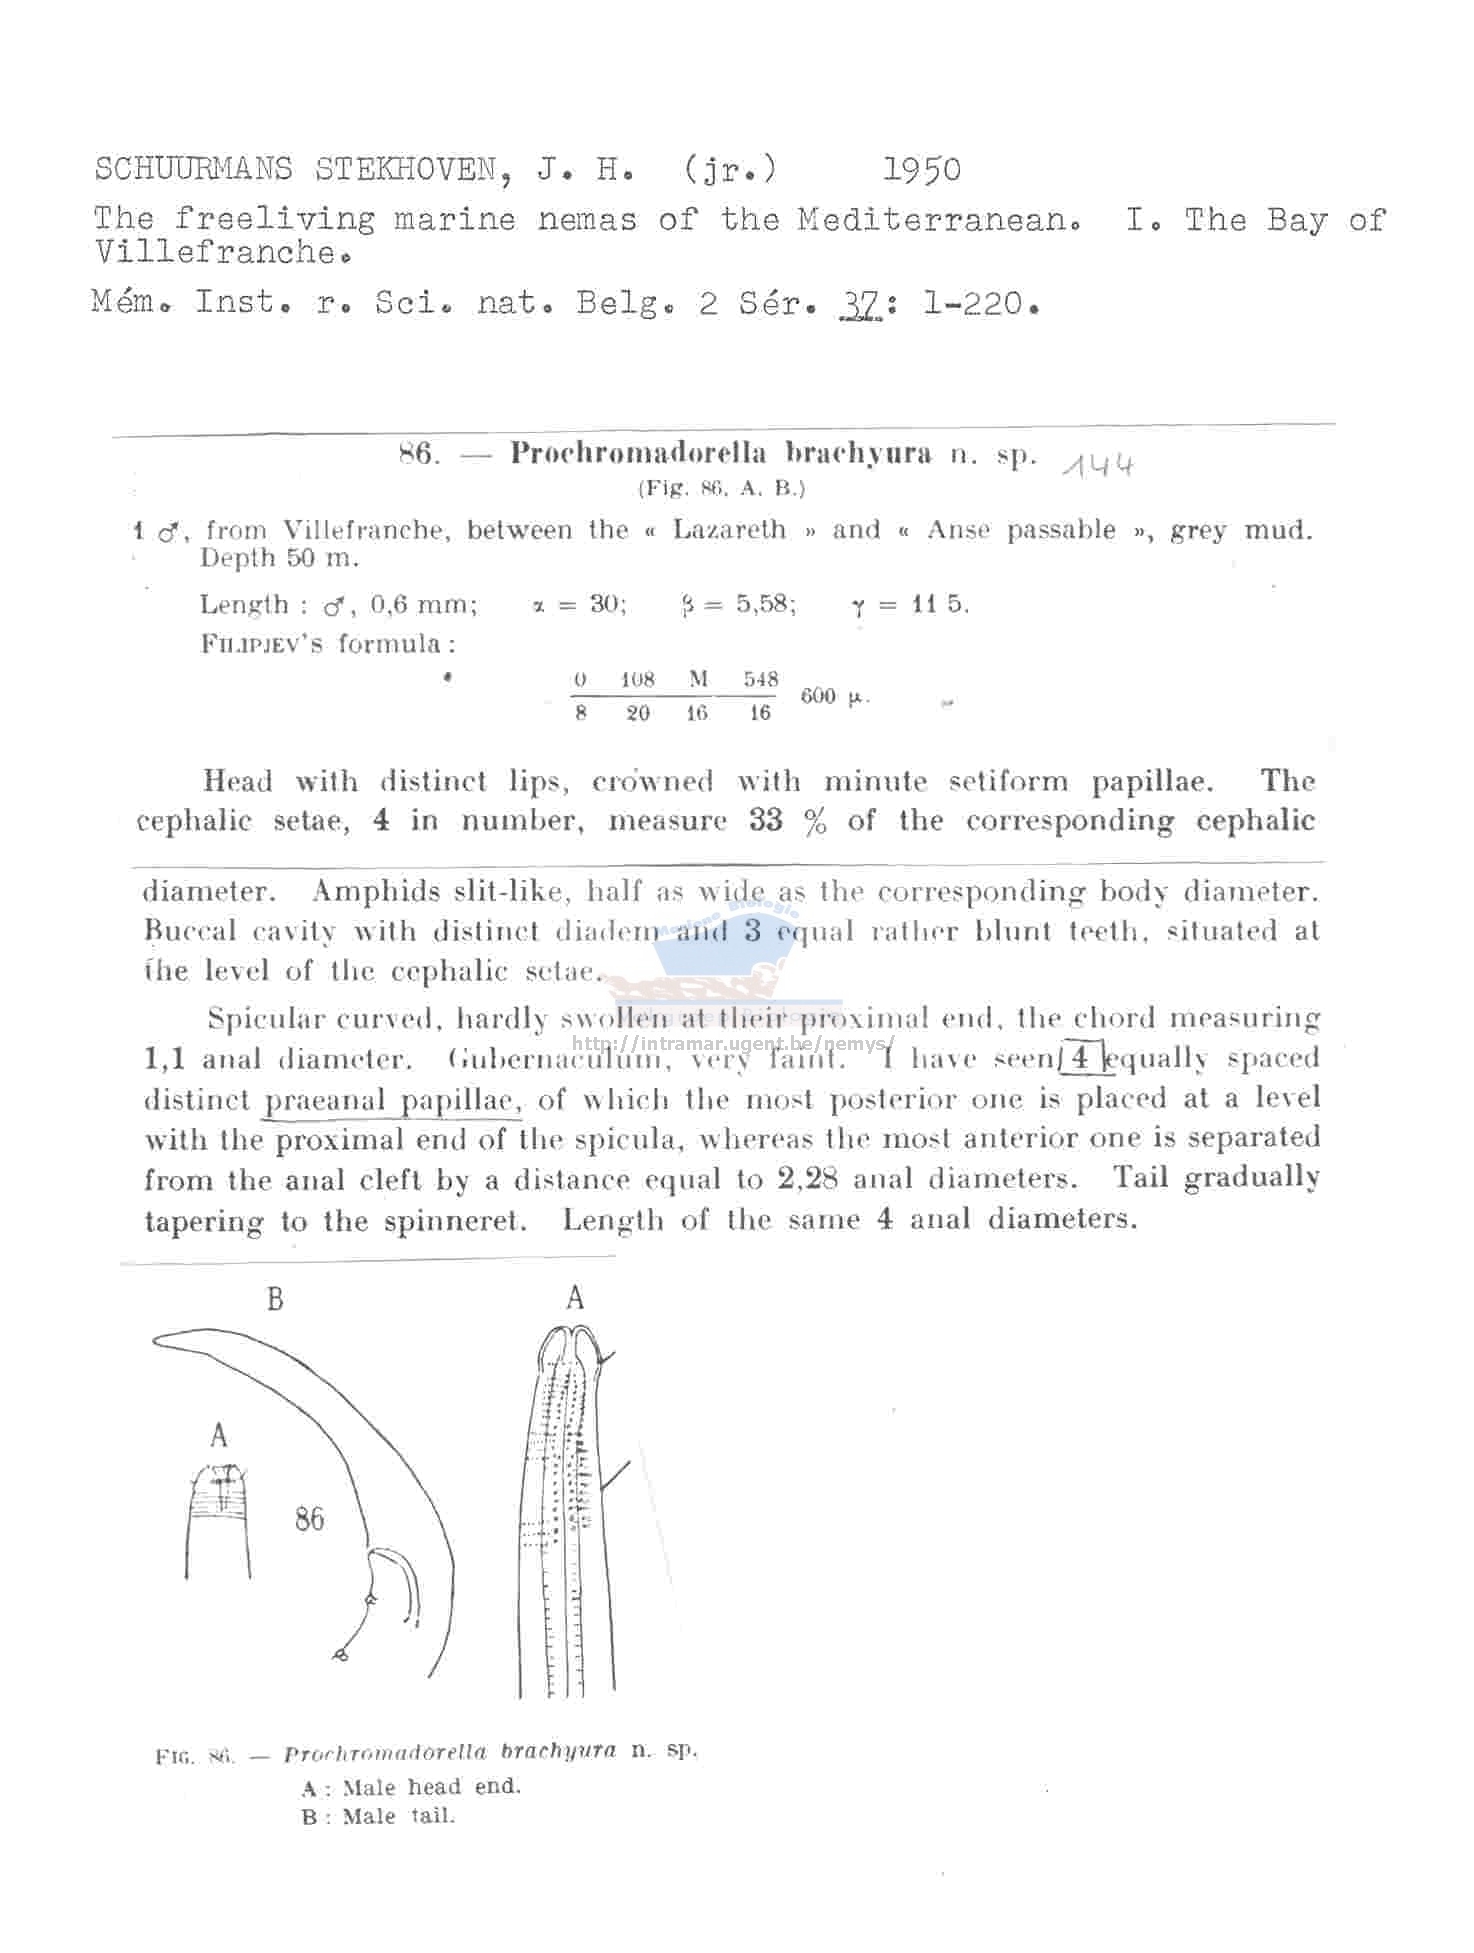 SCHUURMANS STEKHOVEN, J. H. (jr.) 1950
The freeliving marine nemas of the Mediterranean. I. The Bay of
Villefranche.
Mém. Inst. r. Sci. nat. Belg. 2 Sér. 37: 1-220.
86. — Prochromadorella brachyura n. sp. 144
(Fig. 86, A. B.)
1 ♂, from Villefranche, between the « Lazareth » and « Anse passable », grey mud.
Depth 50 m.
Length : ♂, 0,6 mm; α = 30; β = 5,58; γ = 11 5.
FILIPJEV'S formula :
0 108 M 548
600 μ.
8 20 16 16
Head with distinct lips, crowned with minute setiform papillae. The
cephalic setae, 4 in number, measure 33 % of the corresponding cephalic
diameter. Amphids slit-like, half as wide as the corresponding body diameter.
Buccal cavity with distinct diadem and 3 equal rather blunt teeth, situated at
the level of the cephalic setae.
Spicular curved, hardly swollen at their proximal end, the chord measuring
http://intramar.ugent.be/nemys/
1,1 anal diameter. Gubernaculum, very faint. I have seen 4 equally spaced
distinct praeanal papillae, of which the most posterior one is placed at a level
with the proximal end of the spicula, whereas the most anterior one is separated
from the anal cleft by a distance equal to 2,28 anal diameters. Tail gradually
tapering to the spinneret. Length of the same 4 anal diameters.
B A
A
86
FIG. 86. — Prochromadorella brachyura n. sp.
A : Male head end.
B : Male tail.